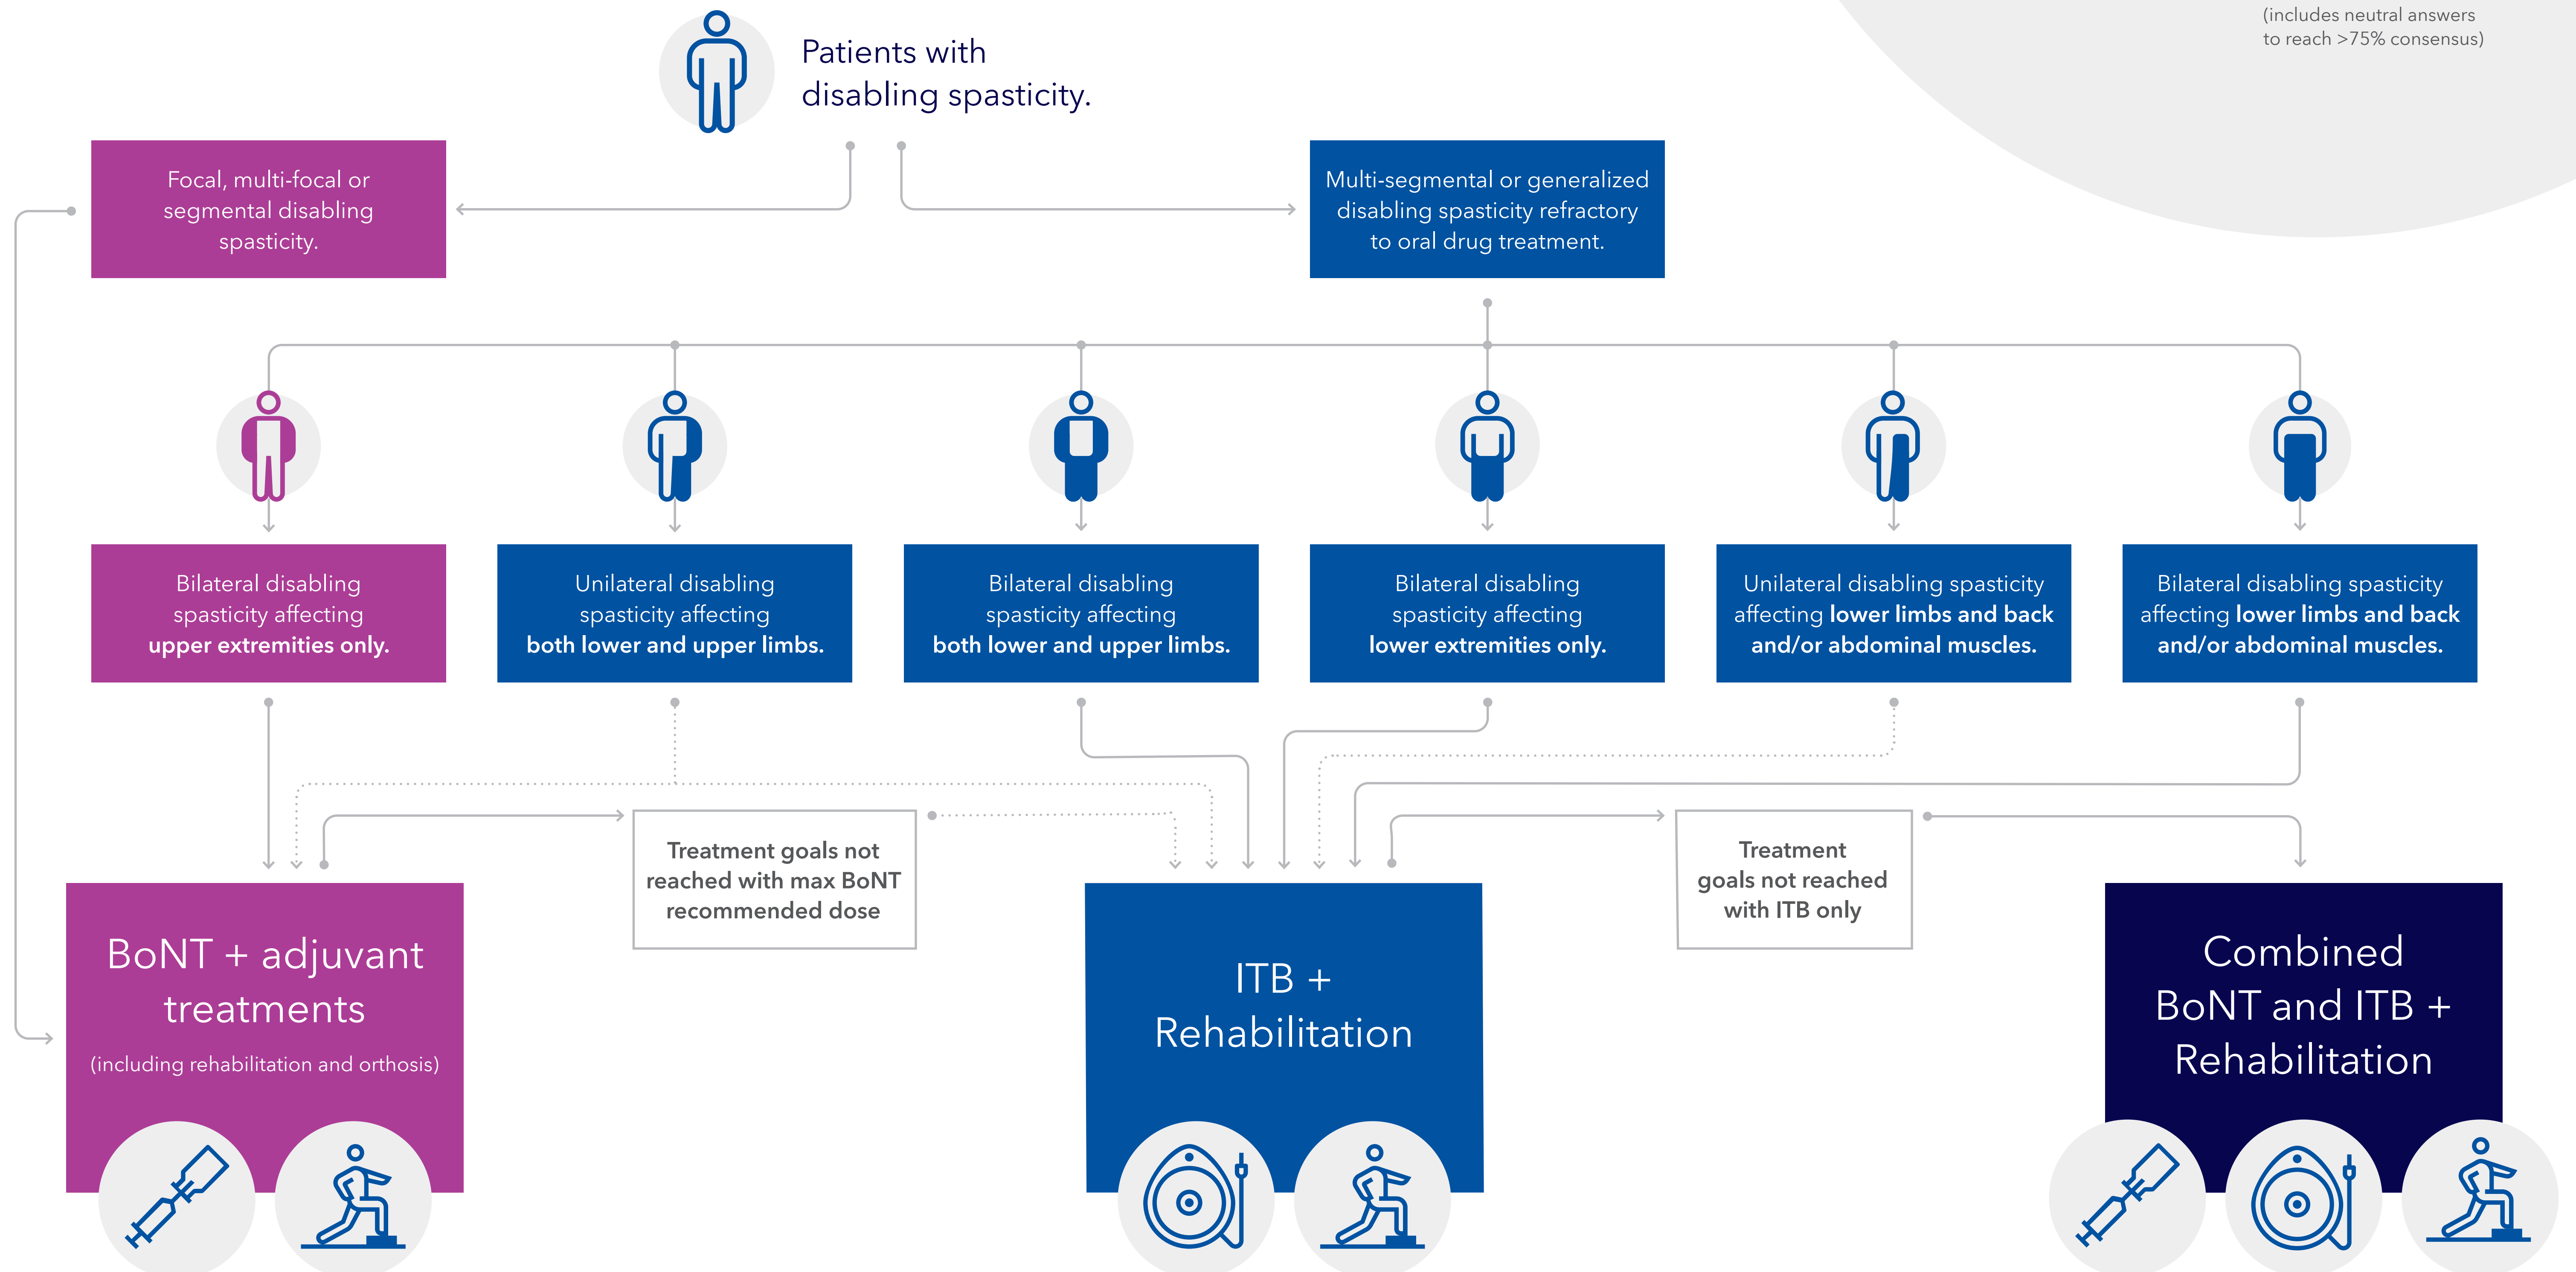 (includes neutral answers
to reach >75% consensus)
Patients with
disabling spasticity.
Focal, multi-focal or
segmental disabling
spasticity.
Multi-segmental or generalized
disabling spasticity refractory
to oral drug treatment.
Bilateral disabling
spasticity affecting
upper extremities only.
Unilateral disabling
spasticity affecting
both lower and upper limbs.
Bilateral disabling
spasticity affecting
both lower and upper limbs.
Bilateral disabling
spasticity affecting
lower extremities only.
Unilateral disabling spasticity
affecting lower limbs and back
and/or abdominal muscles.
Bilateral disabling spasticity
affecting lower limbs and back
and/or abdominal muscles.
Treatment goals not
reached with max BoNT
recommended dose
Treatment
goals not reached
with ITB only
BoNT + adjuvant
treatments
(including rehabilitation and orthosis)
ITB +
Rehabilitation
Combined
BoNT and ITB +
Rehabilitation